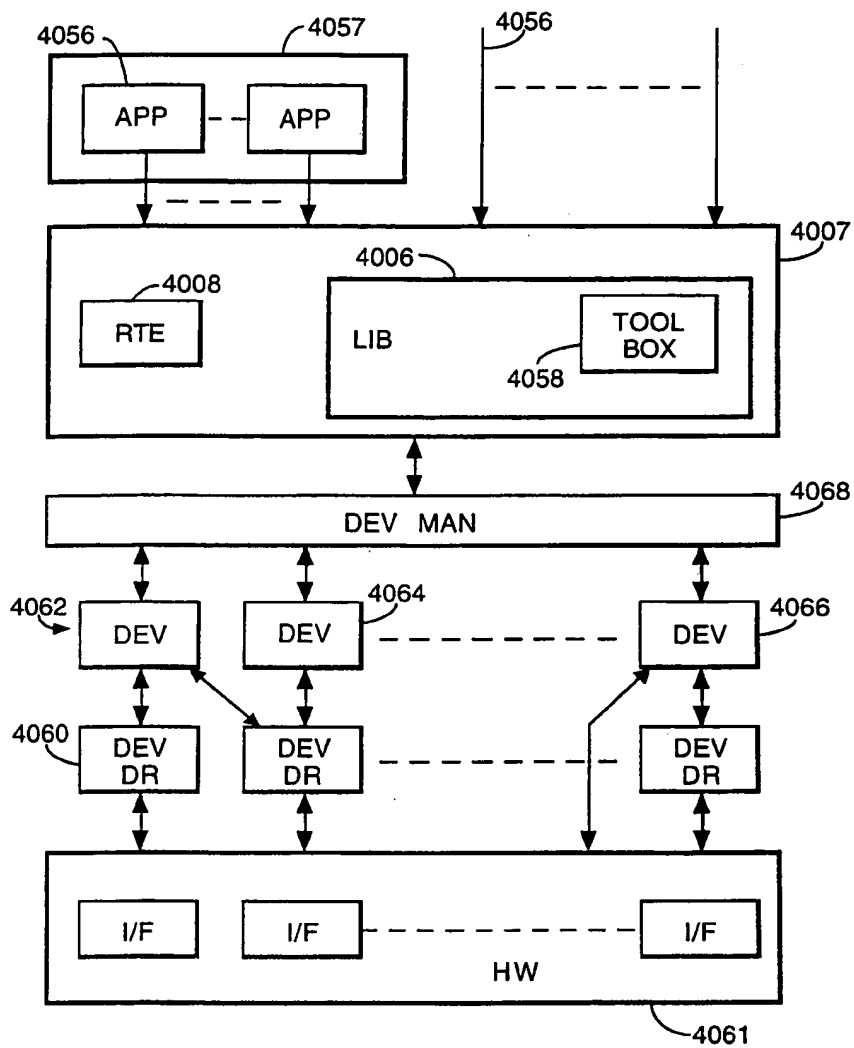 4056
4057
4056
APP
APP
4007
4006
4008
RTE
LIB
TOOL
BOX
4058
4068
DEV MAN
4062
DEV
4064
DEV
4066
DEV
4060
DEV
DR
DEV
DR
DEV
DR
I/F
I/F
I/F
HW
4061